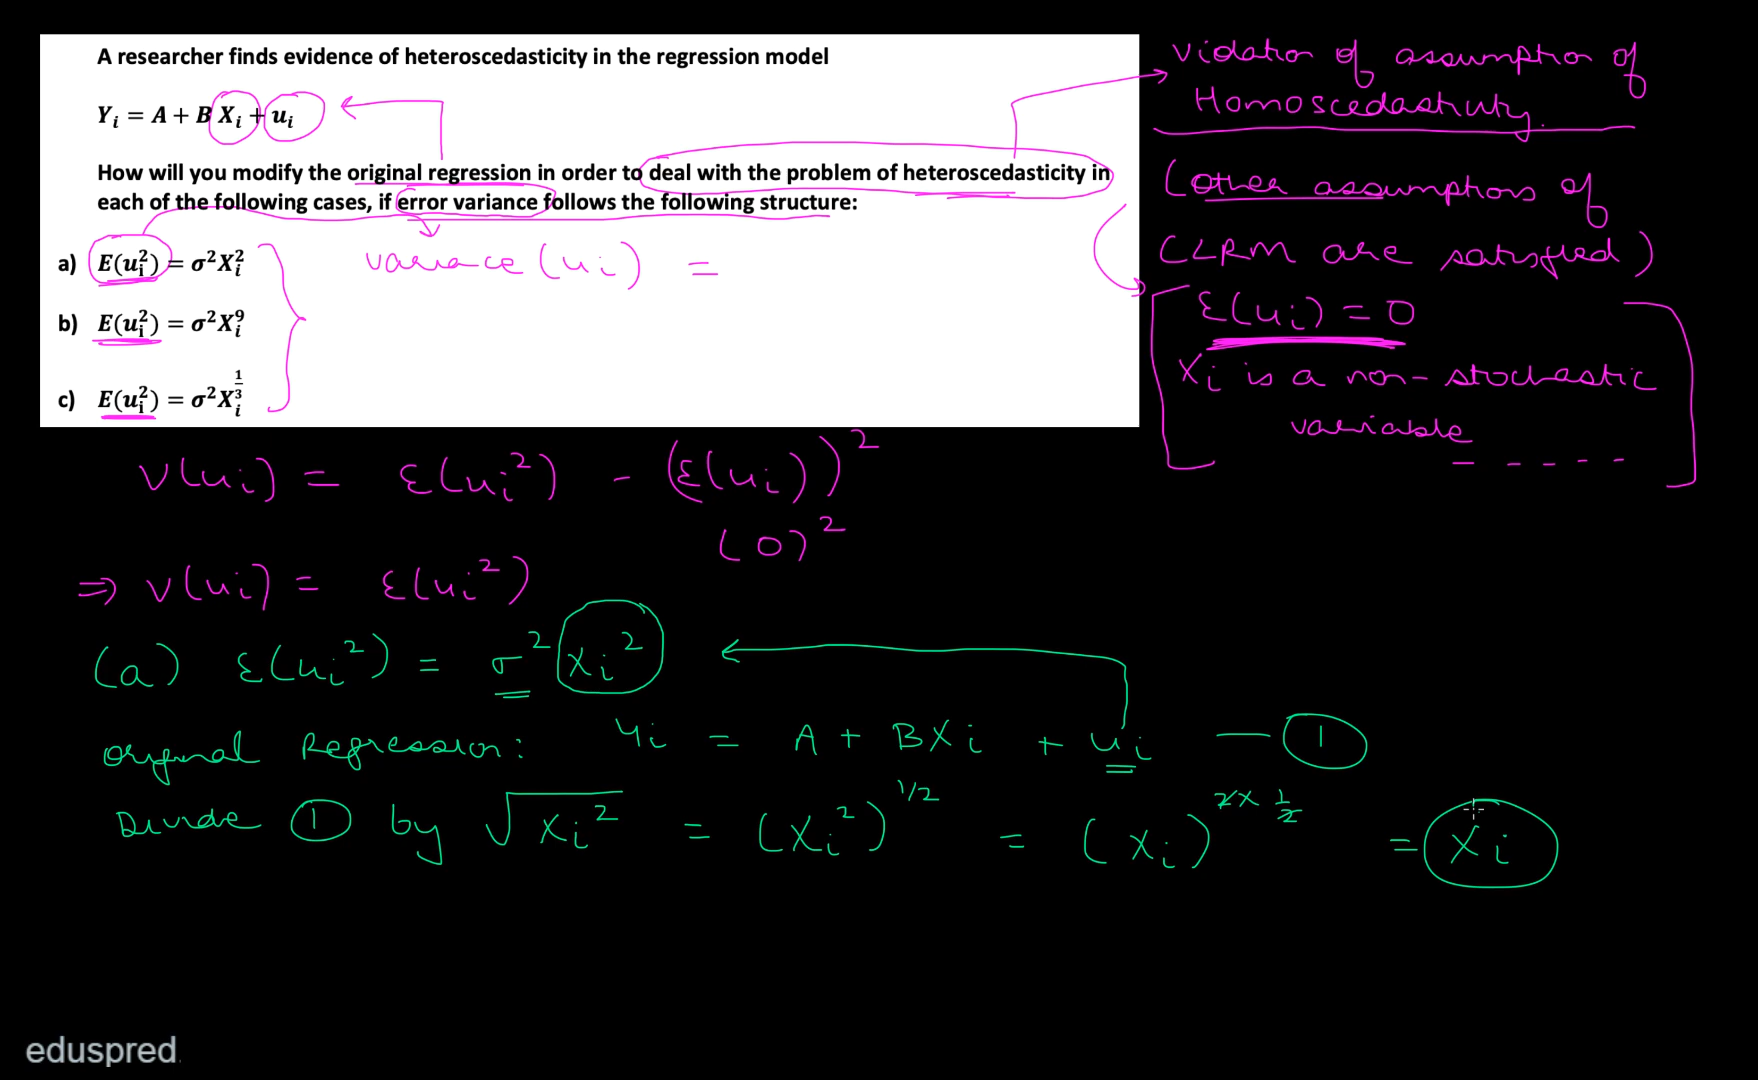 A researcher finds evidence of heteroscedasticity in the regression model
Yᵢ = A + B Xᵢ + uᵢ
How will you modify the original regression in order to deal with the problem of heteroscedasticity in
each of the following cases, if error variance follows the following structure:
a) E(uᵢ²) = σ²Xᵢ²
b) E(uᵢ²) = σ²Xᵢ⁹
c) E(uᵢ²) = σ²Xᵢ^(1/3)
variance (uᵢ) =
violation of assumption of
Homoscedasticity.
(other assumptions of
CLRM are satisfied)
ε(uᵢ) = 0
Xᵢ is a non-stochastic
variable
- - - - -
v(uᵢ) = ε(uᵢ²) - (ε(uᵢ))²
(0)²
⇒ v(uᵢ) = ε(uᵢ²)
(a) ε(uᵢ²) = σ² Xᵢ²
original Regression: Yᵢ = A + BXᵢ + uᵢ — 1
Divide 1 by √Xᵢ² = (Xᵢ²)^1/2 = (Xᵢ)^(2 × 1/2) = Xᵢ
eduspred